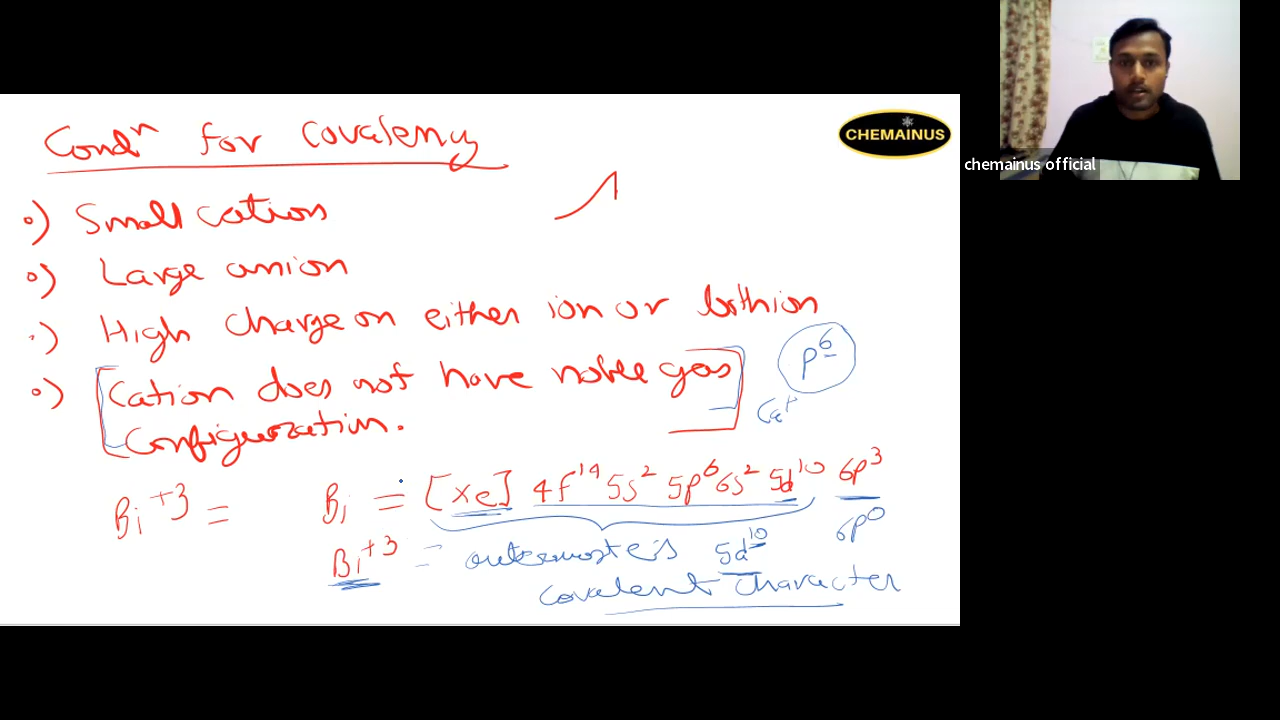 Condⁿ for Covalency
CHEMAINUS
chemainus official
o) Small cation
o) Large anion
o) High Charge on either ion or both ion
o) Cation does not have noble gas
Configuration.
p⁶
Bi⁺³ =
Bi = [Xe] 4f¹⁴ 5s² 5p⁶ 6s² 5d¹⁰ 6p³
6p⁰
Bi⁺³ = outermost e is 5d¹⁰
Covalent Character